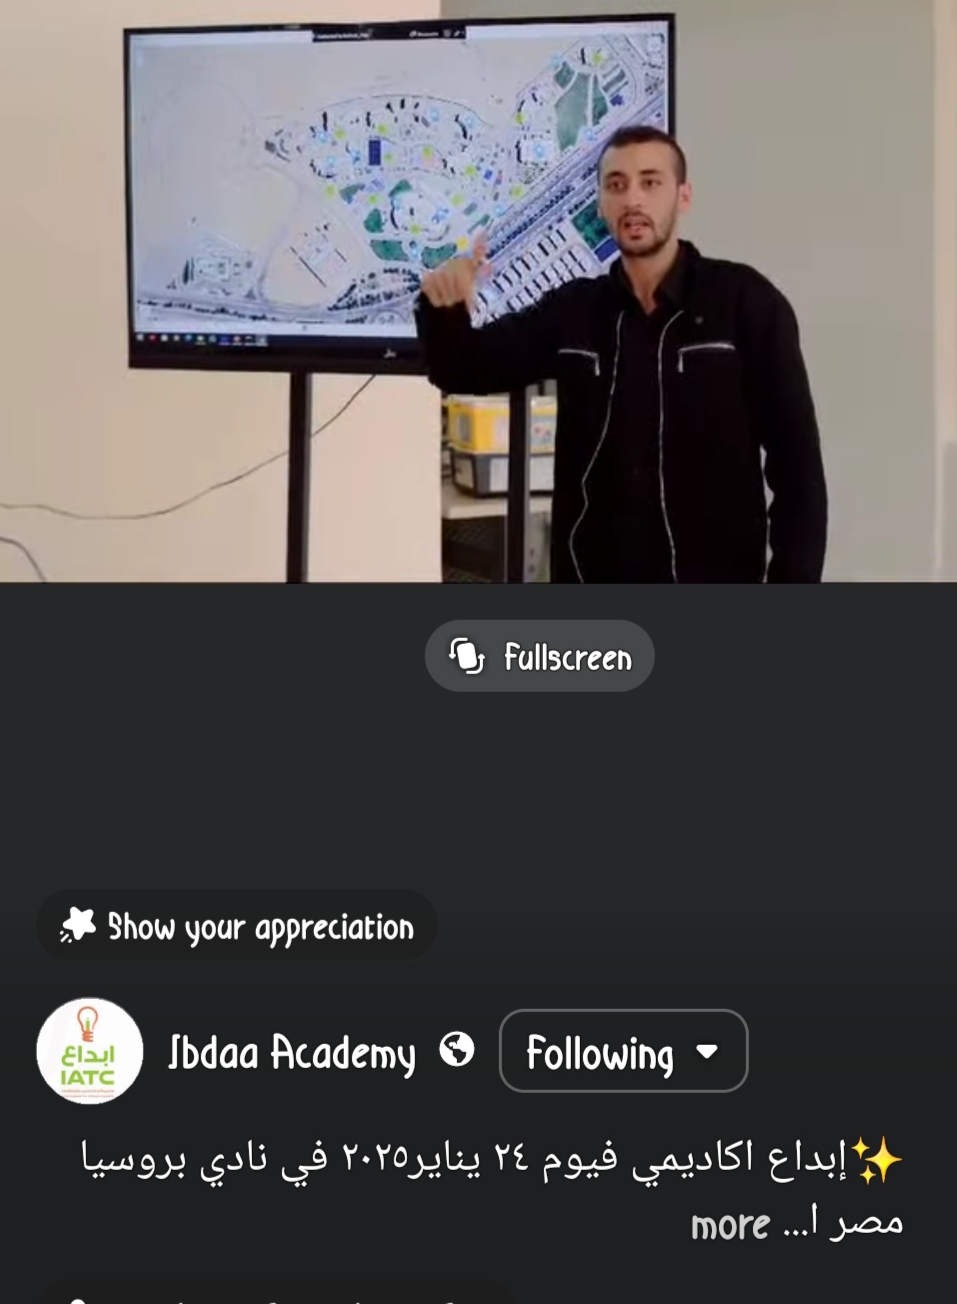 Fullscreen
Show your appreciation
ابداع
IATC
Ibdaa Academy
Following
✨إبداع اكاديمي فيوم ٢٤ يناير٢٠٢٥ في نادي بروسيا
مصر ا... more